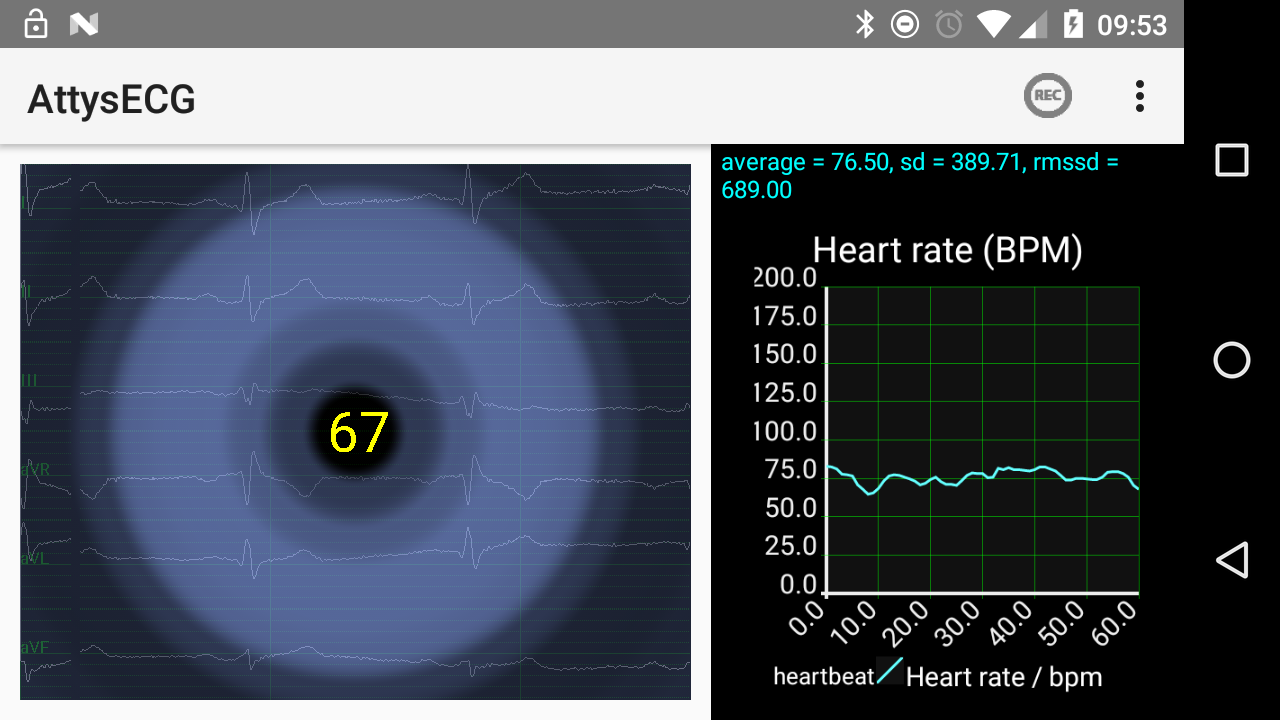 09:53
AttysECG
REC
I
II
III
aVR
aVL
aVF
67
average = 76.50, sd = 389.71, rmssd =
689.00
Heart rate (BPM)
200.0
175.0
150.0
125.0
100.0
75.0
50.0
25.0
0.0
0.0 10.0 20.0 30.0 40.0 50.0 60.0
heartbeat Heart rate / bpm